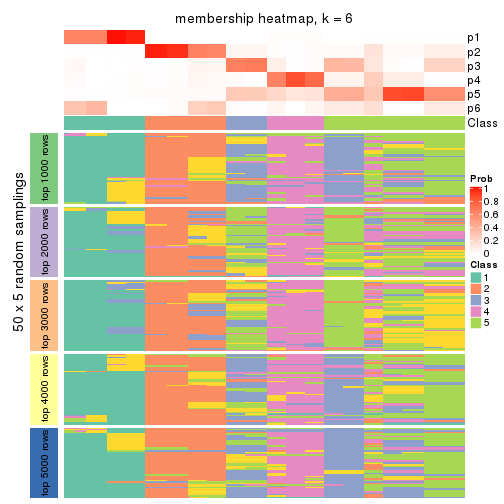 membership heatmap, k = 6
p1
p2
p3
p4
p5
p6
Class
50 x 5 random samplings
top 1000 rows
top 2000 rows
top 3000 rows
top 4000 rows
top 5000 rows
Prob
1
0.8
0.6
0.4
0.2
0
Class
1
2
3
4
5